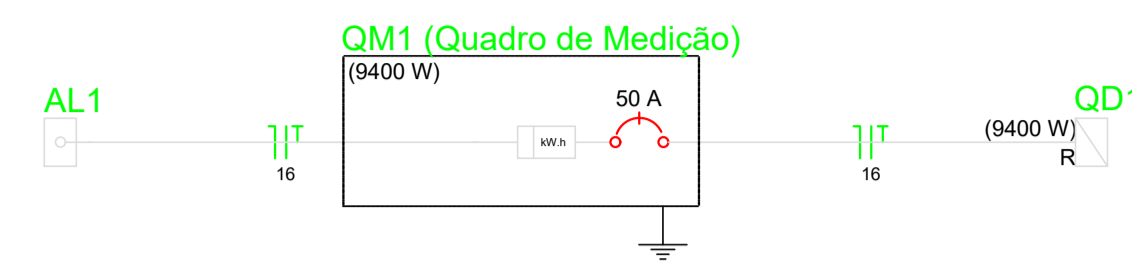 QM1 (Quadro de Medição)
(9400 W)
AL1
50 A
QD1
kW.h
(9400 W)
R
T
16
T
16